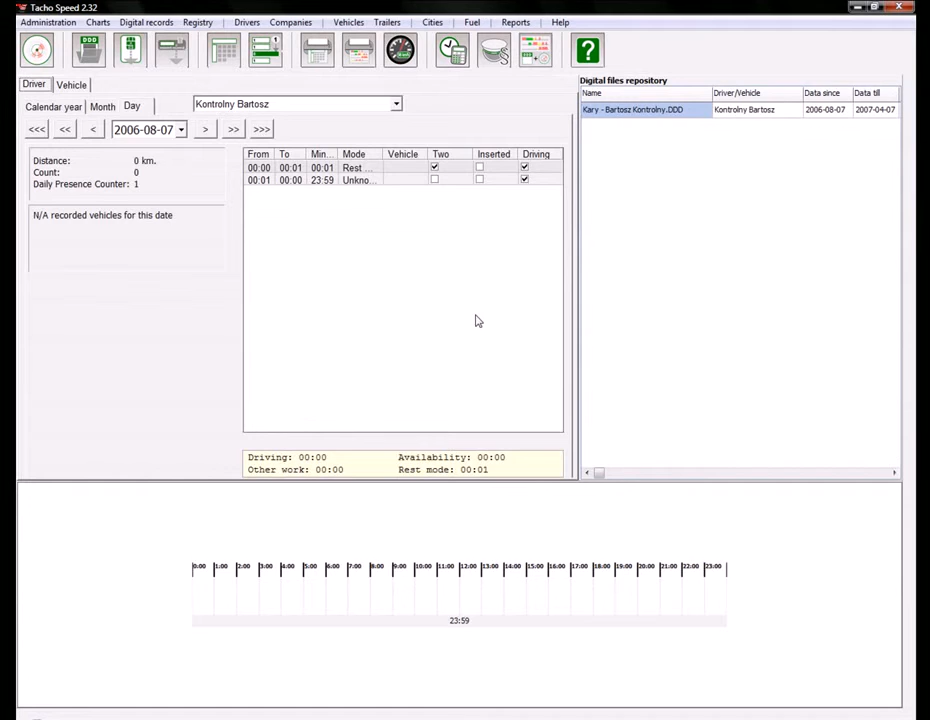 Tacho Speed 2.32
Administration Charts Digital records Registry Drivers Companies Vehicles Trailers Cities Fuel Reports Help
DDD
1
?
Driver Vehicle
Digital files repository
Calendar year Month Day
Kontrolny Bartosz
Name Driver/Vehicle Data since Data till
Kary - Bartosz Kontrolny.DDD Kontrolny Bartosz 2006-08-07 2007-04-07
<<< << < 2006-08-07 > >> >>>
Distance: 0 km.
Count: 0
Daily Presence Counter: 1
N/A recorded vehicles for this date
From To Min... Mode Vehicle Two Inserted Driving
00:00 00:01 00:01 Rest ...
00:01 00:00 23:59 Unkno...
Driving: 00:00 Availability: 00:00
Other work: 00:00 Rest mode: 00:01
0:00 1:00 2:00 3:00 4:00 5:00 6:00 7:00 8:00 9:00 10:00 11:00 12:00 13:00 14:00 15:00 16:00 17:00 18:00 19:00 20:00 21:00 22:00 23:00
23:59